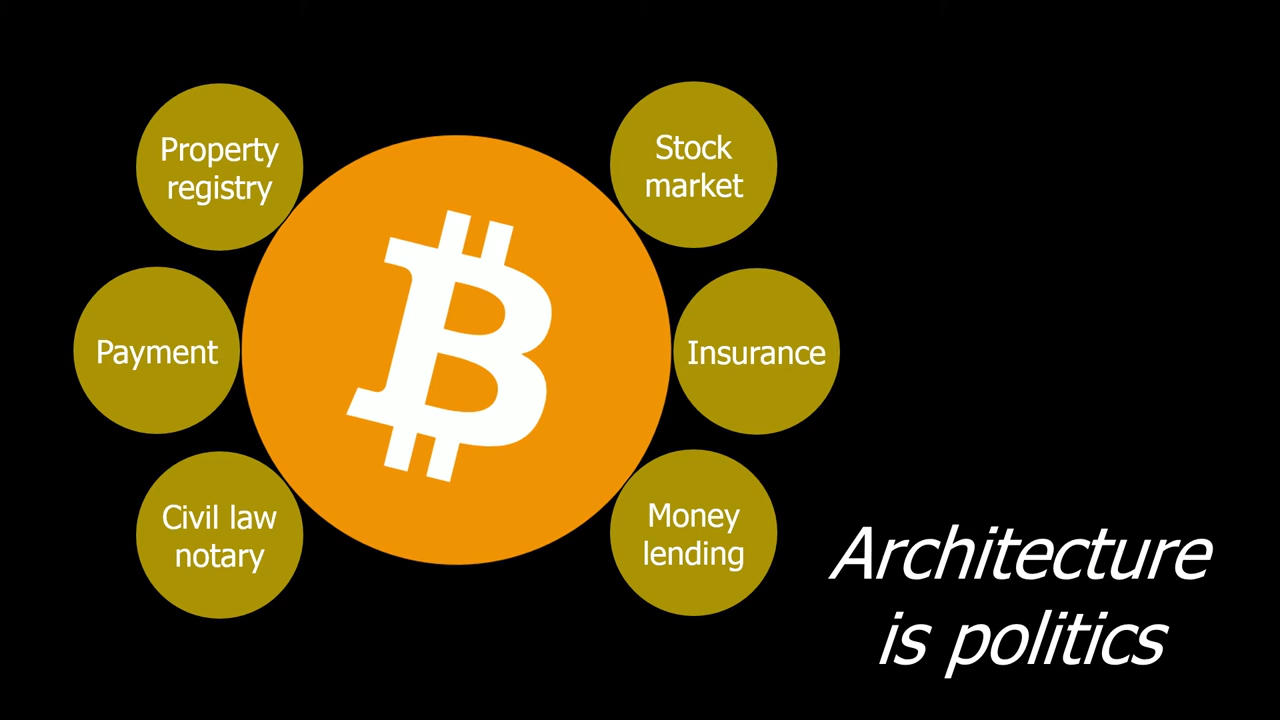 Property
registry
Stock
market
Payment
Insurance
Civil law
notary
Money
lending
Architecture
is politics